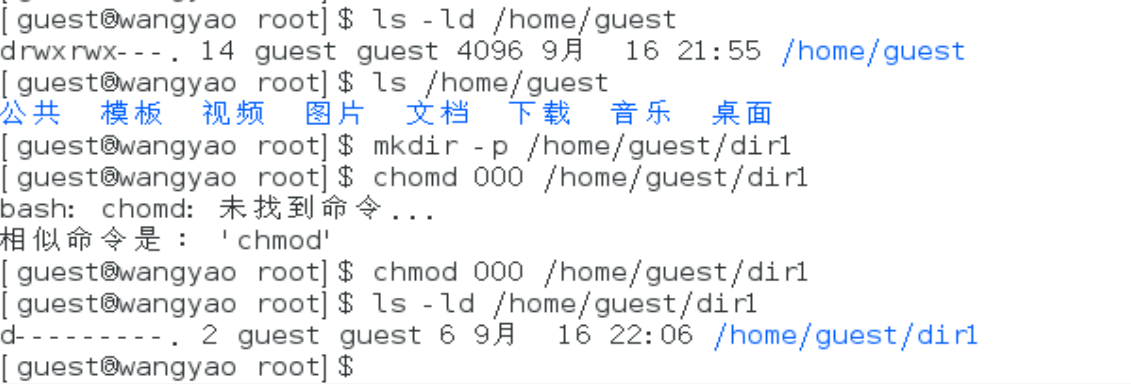 [guest@wangyao root]$ ls -ld /home/guest
drwxrwx---. 14 guest guest 4096 9月  16 21:55 /home/guest
[guest@wangyao root]$ ls /home/guest
公共  模板  视频  图片  文档  下载  音乐  桌面
[guest@wangyao root]$ mkdir -p /home/guest/dir1
[guest@wangyao root]$ chomd 000 /home/guest/dir1
bash: chomd: 未找到命令...
相似命令是： 'chmod'
[guest@wangyao root]$ chmod 000 /home/guest/dir1
[guest@wangyao root]$ ls -ld /home/guest/dir1
d---------. 2 guest guest 6 9月  16 22:06 /home/guest/dir1
[guest@wangyao root]$